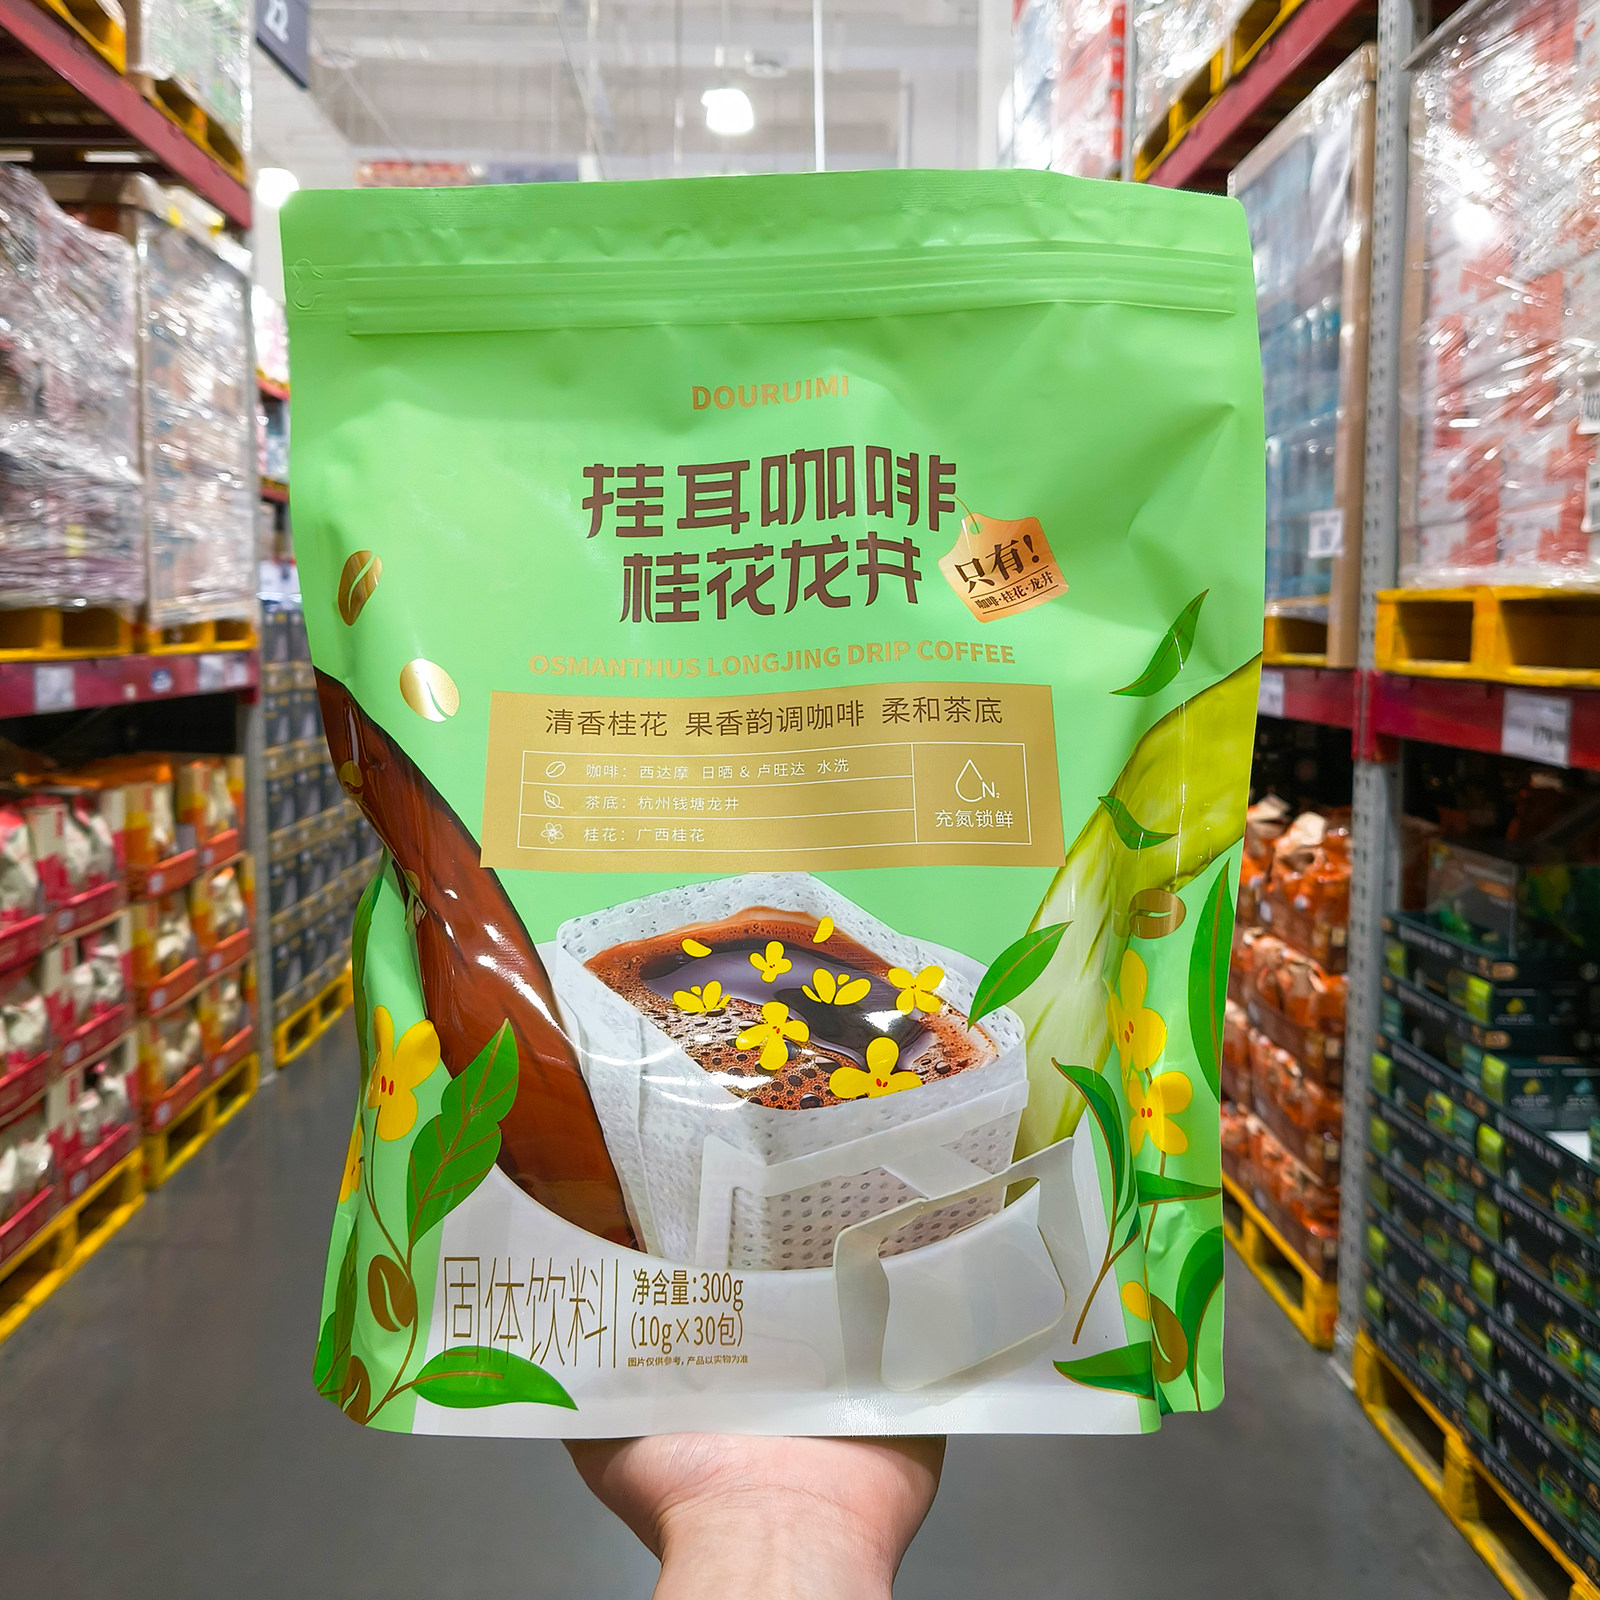 DOURUIMI
挂耳咖啡
桂花龙井
只有！
咖啡·桂花·龙井
OSMANTHUS LONGJING DRIP COFFEE
清香桂花 果香韵调咖啡 柔和茶底
咖啡：西达摩 日晒 & 卢旺达 水洗
茶底：杭州钱塘龙井
桂花：广西桂花
N₂
充氮锁鲜
固体饮料
净含量:300g
(10g×30包)
图片仅供参考，产品以实物为准